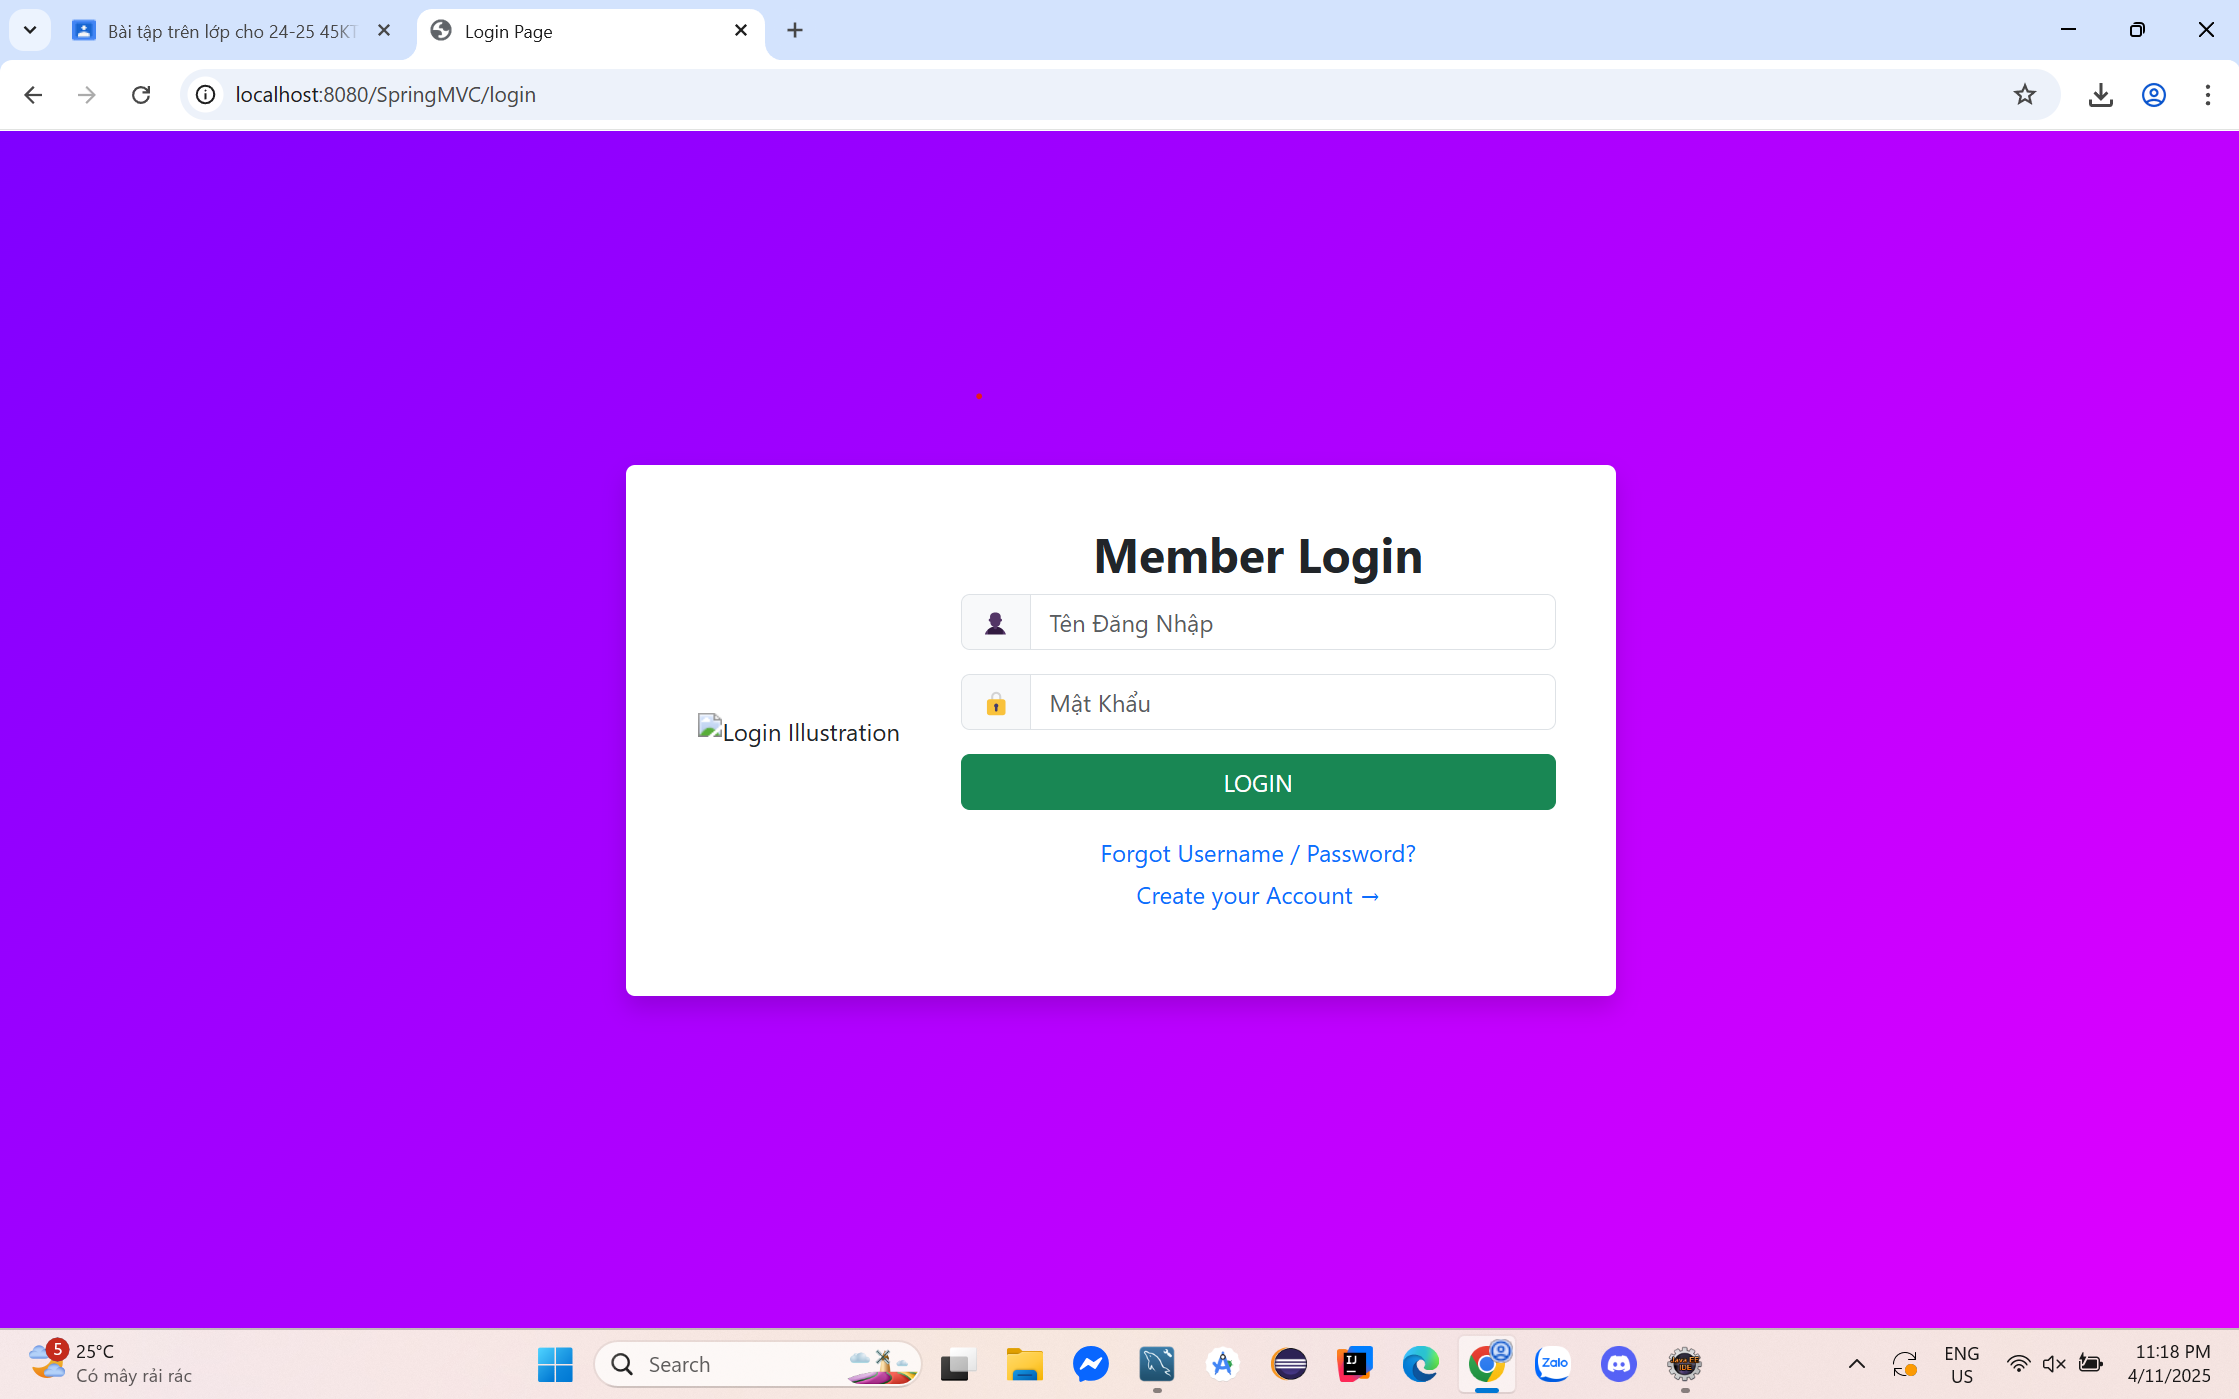 Bài tập trên lớp cho 24-25 45KT
Login Page
localhost:8080/SpringMVC/login
Member Login
Tên Đăng Nhập
Mật Khẩu
Login Illustration
LOGIN
Forgot Username / Password?
Create your Account →
5
25°C
Có mây rải rác
Search
IJ
Zalo
ENG
US
11:18 PM
4/11/2025